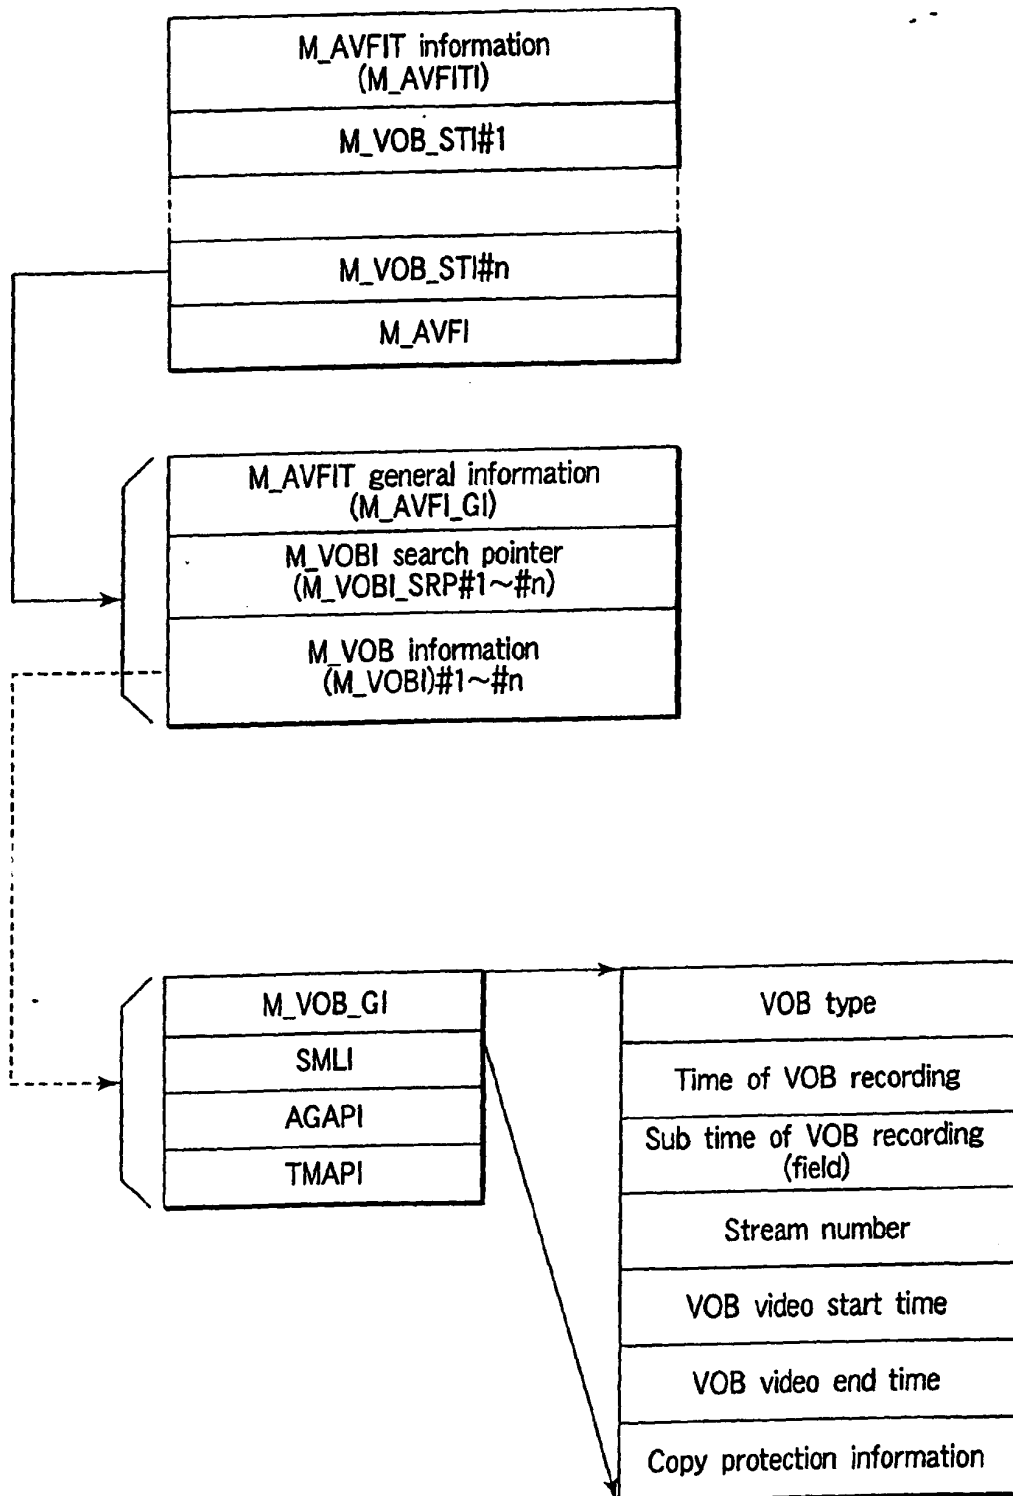 M_AVFIT information
(M_AVFITI)
M_VOB_STI#1
M_VOB_STI#n
M_AVFI
M_AVFIT general information
(M_AVFI_GI)
M_VOBI search pointer
(M_VOBI_SRP#1~#n)
M_VOB information
(M_VOBI)#1~#n
M_VOB_GI
SMLI
AGAPI
TMAPI
VOB type
Time of VOB recording
Sub time of VOB recording
(field)
Stream number
VOB video start time
VOB video end time
Copy protection information